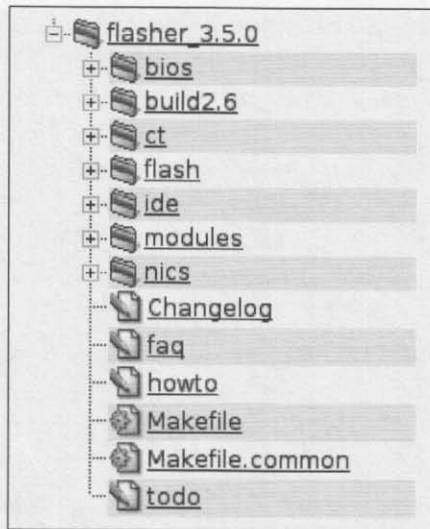 flasher_3.5.0
bios
build2.6
ct
flash
ide
modules
nics
Changelog
faq
howto
Makefile
Makefile.common
todo